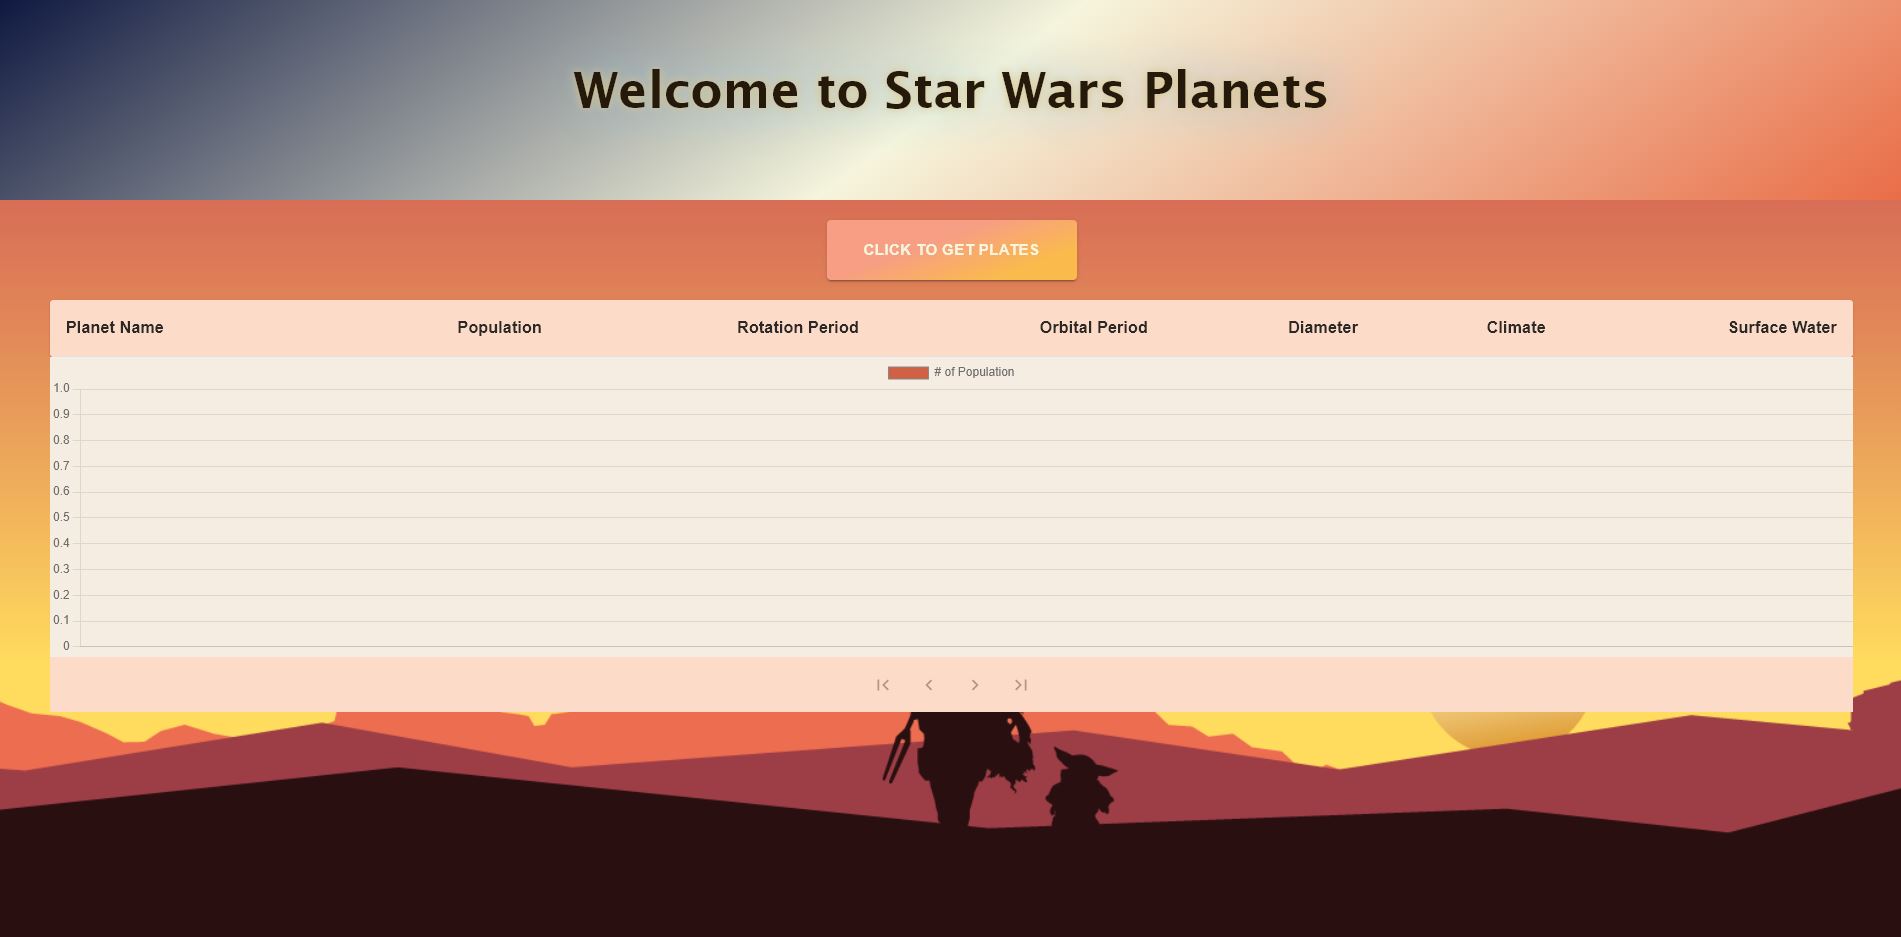 Welcome to Star Wars Planets
CLICK TO GET PLATES
Planet Name Population Rotation Period Orbital Period Diameter Climate Surface Water
# of Population
1.0
0.9
0.8
0.7
0.6
0.5
0.4
0.3
0.2
0.1
0